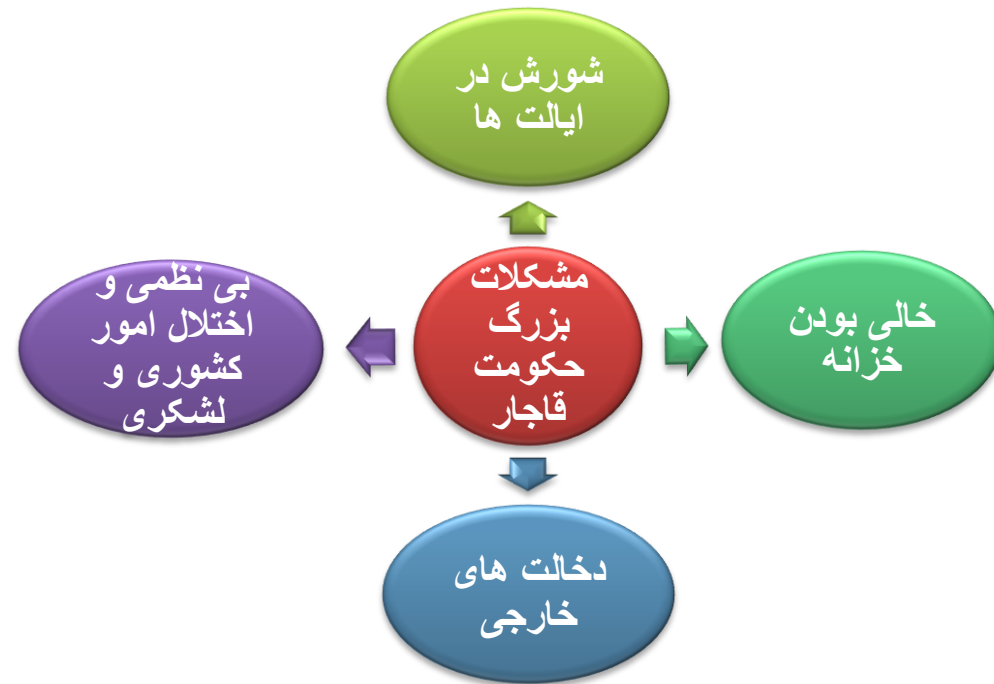 شورش در
ایالت ها
مشکلات
بزرگ
حکومت
قاجار
خالی بودن
خزانه
بی نظمی و
اختلال امور
کشوری و
لشکری
دخالت های
خارجی